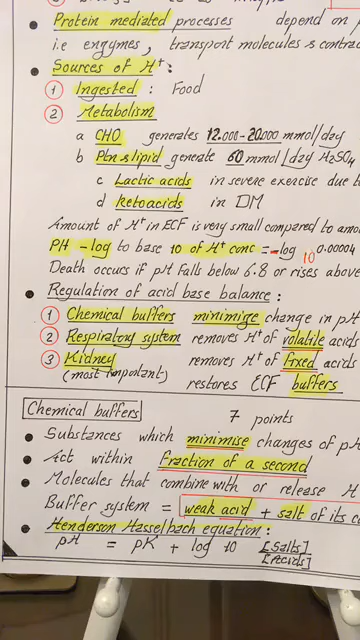 Protein mediated processes depend on p
i.e enzymes, transport molecules & contra
Sources of H+:
1 Ingested : Food
2 Metabolism
a CHO generates 12.000-20.000 mmol/day
b Ptn & lipid generate 60 mmol/day H2SO4
c Lactic acids in severe exercise due t
d ketoacids in DM
Amount of H+ in ECF is very small compared to amo
PH = -log to base 10 of H+ conc = -log 10 0.00004
Death occurs if pH falls below 6.8 or rises above
Regulation of acid base balance :
1 Chemical buffers minimize change in pH
2 Respiratory system removes H+ of volatile acids
3 Kidney removes H+ of fixed acids
(most important) restores ECF buffers
Chemical buffers 7 points
Substances which minimise changes of pH
Act within fraction of a second
Molecules that combine with or release H
Buffer system = weak acid + salt of its co
Henderson Hasselbach equation :
pH = pK + log 10 [Salts]
[Acids]